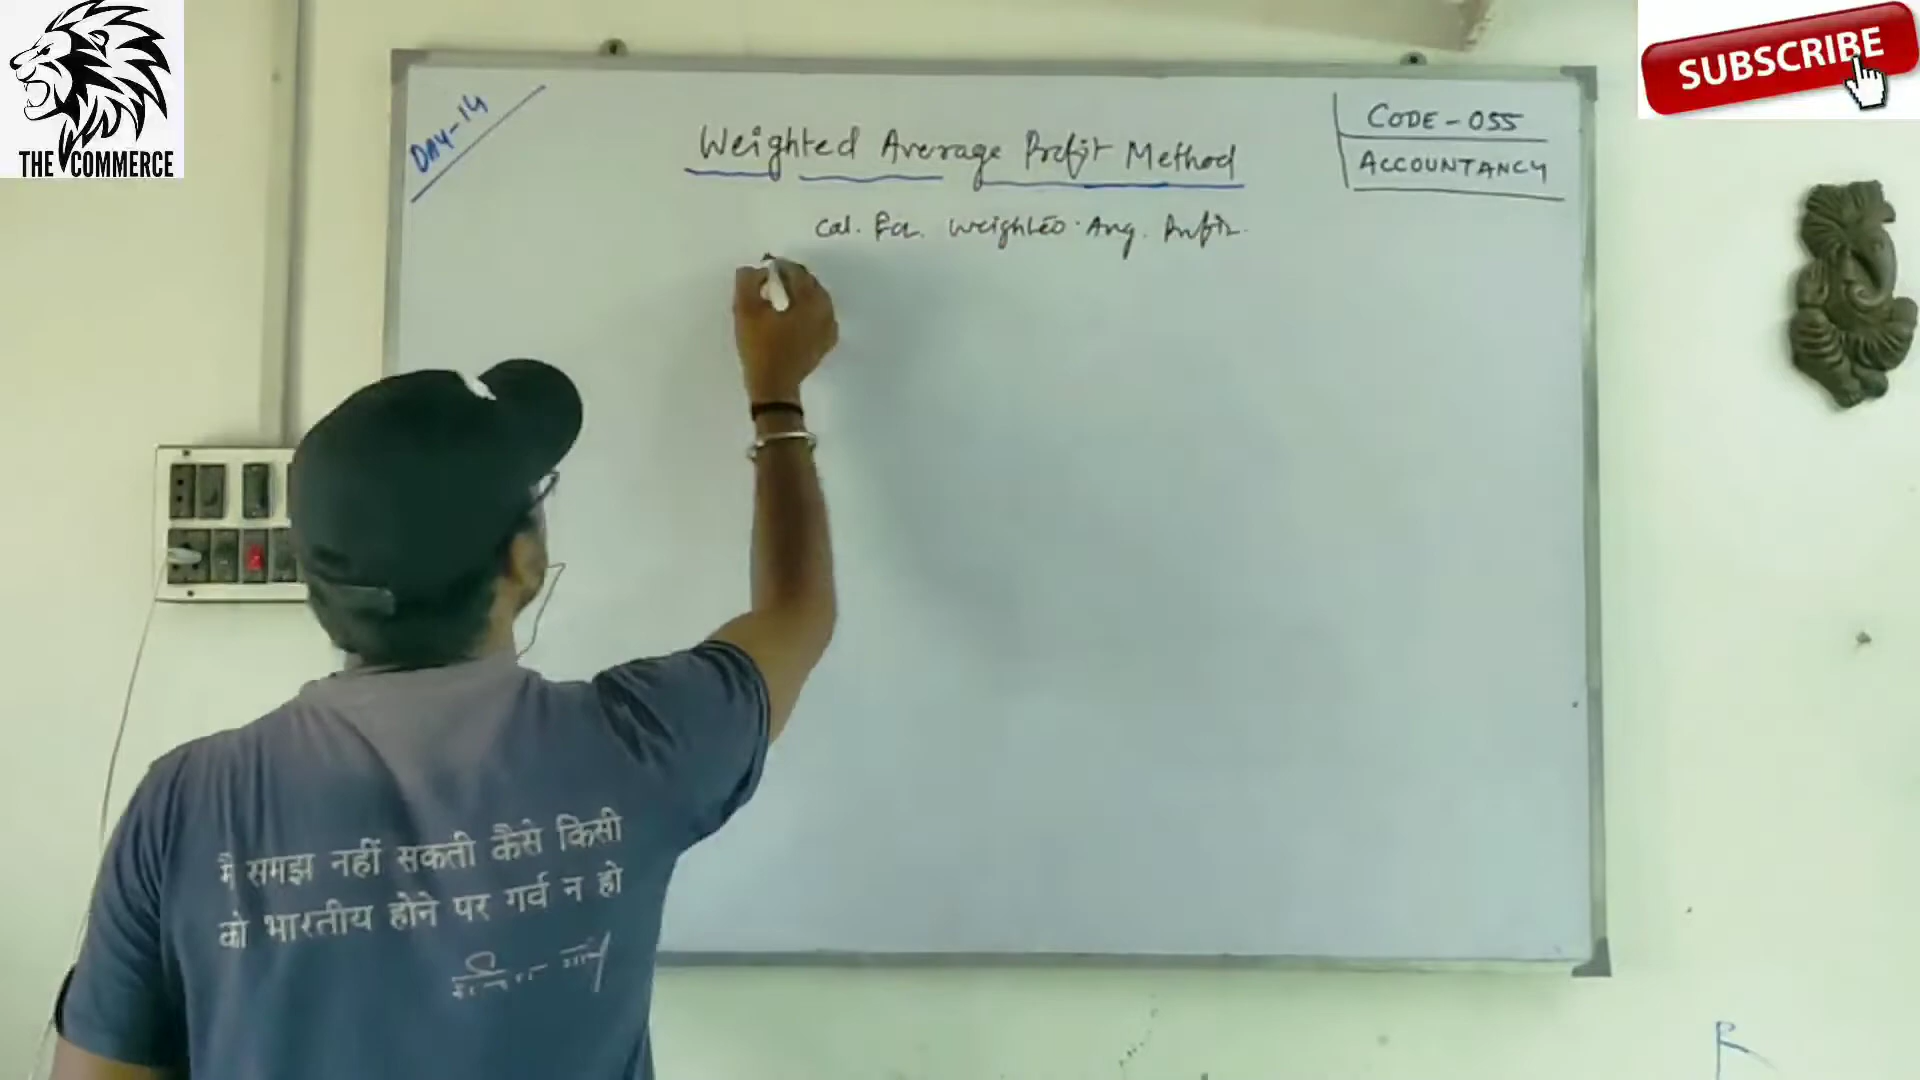 THE COMMERCE
SUBSCRIBE
DAY-14
Weighted Average Profit Method
CODE-055
ACCOUNTANCY
Cal. For Weighted Avg. Profit
मैं समझ नहीं सकती कैसे किसी
को भारतीय होने पर गर्व न हो
R